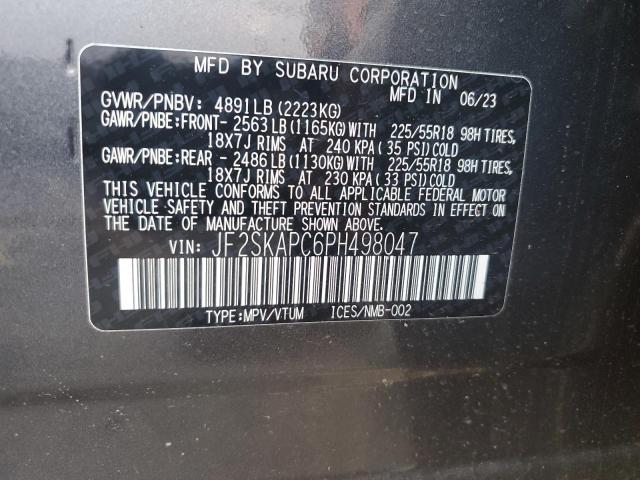 MFD BY SUBARU CORPORATION
MFD IN 06/23
GVWR/PNBV: 4891LB (2223KG)
GAWR/PNBE:FRONT- 2563LB(1165KG)WITH 225/55R18 98H TIRES,
18X7J RIMS AT 240 KPA( 35 PSI)COLD
GAWR/PNBE:REAR - 2486LB(1130KG)WITH 225/55R18 98H TIRES,
18X7J RIMS AT 230 KPA( 33 PSI)COLD
THIS VEHICLE CONFORMS TO ALL APPLICABLE FEDERAL MOTOR
VEHICLE SAFETY AND THEFT PREVENTION STANDARDS IN EFFECT ON
THE DATE OF MANUFACTURE SHOWN ABOVE.
VIN: JF2SKAPC6PH498047
TYPE:MPV/VTUM ICES/NMB-002